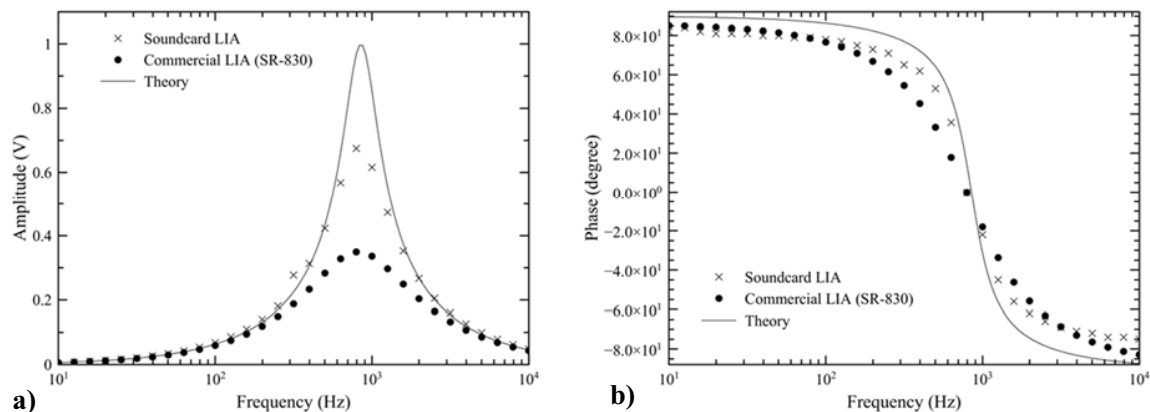 Soundcard LIA
Commercial LIA (SR-830)
Theory
1
0.8
0.6
0.4
0.2
0
Amplitude (V)
10¹
10²
10³
10⁴
Frequency (Hz)
a)
8.0×10¹
6.0×10¹
4.0×10¹
2.0×10¹
0.0×10⁰
−2.0×10¹
−4.0×10¹
−6.0×10¹
−8.0×10¹
Phase (degree)
Soundcard LIA
Commercial LIA (SR-830)
Theory
10¹
10²
10³
10⁴
Frequency (Hz)
b)